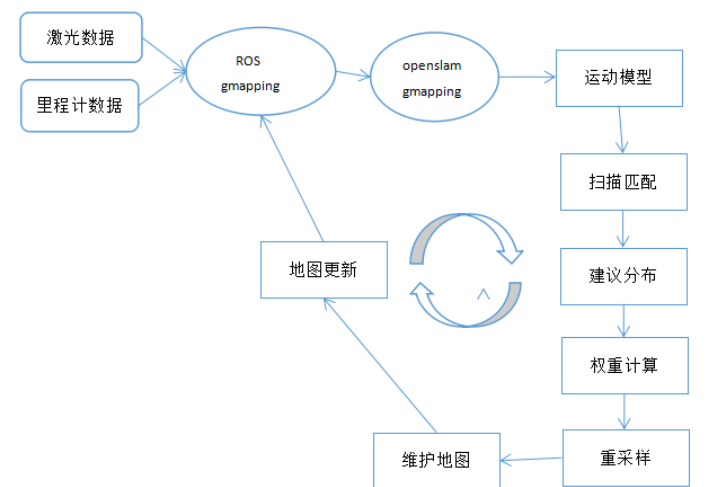 激光数据
里程计数据
ROS
gmapping
openslam
gmapping
运动模型
扫描匹配
建议分布
权重计算
重采样
维护地图
地图更新